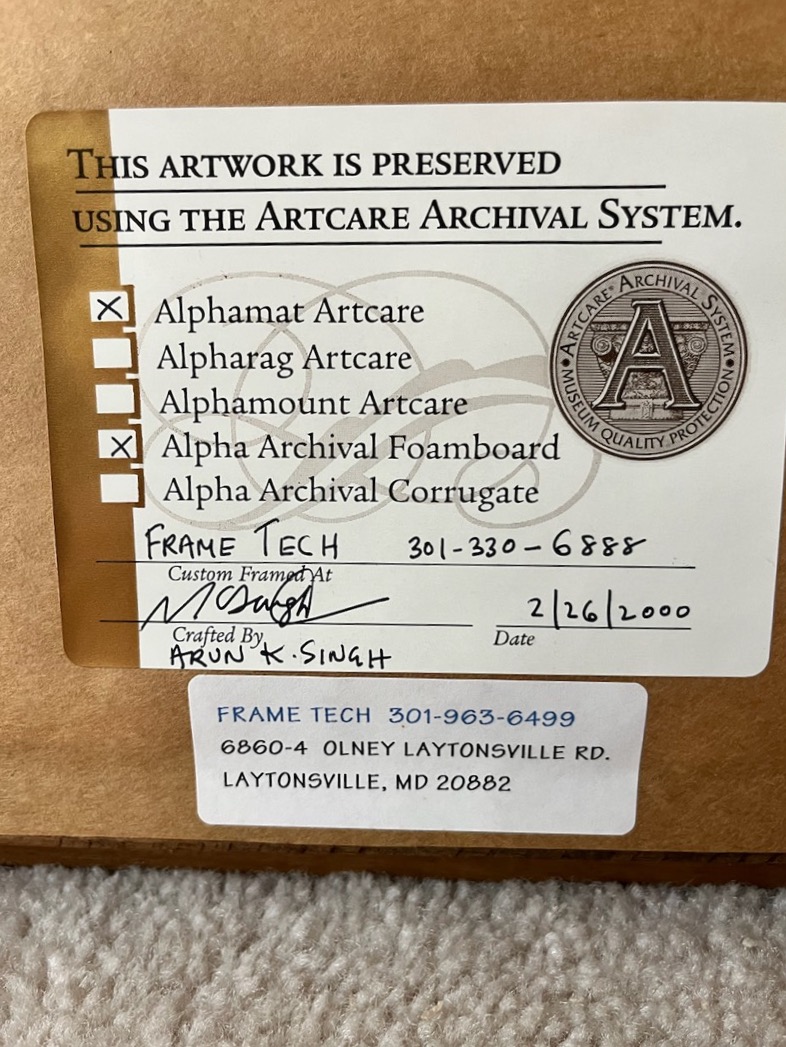 THIS ARTWORK IS PRESERVED
USING THE ARTCARE ARCHIVAL SYSTEM.
X Alphamat Artcare
Alpharag Artcare
Alphamount Artcare
X Alpha Archival Foamboard
Alpha Archival Corrugate
ARTCARE® ARCHIVAL SYSTEM
A
MUSEUM QUALITY PROTECTION
FRAME TECH 301-330-6888
Custom Framed At
2/26/2000
Crafted By Date
ARUN K. SINGH
FRAME TECH 301-963-6499
6860-4 OLNEY LAYTONSVILLE RD.
LAYTONSVILLE, MD 20882